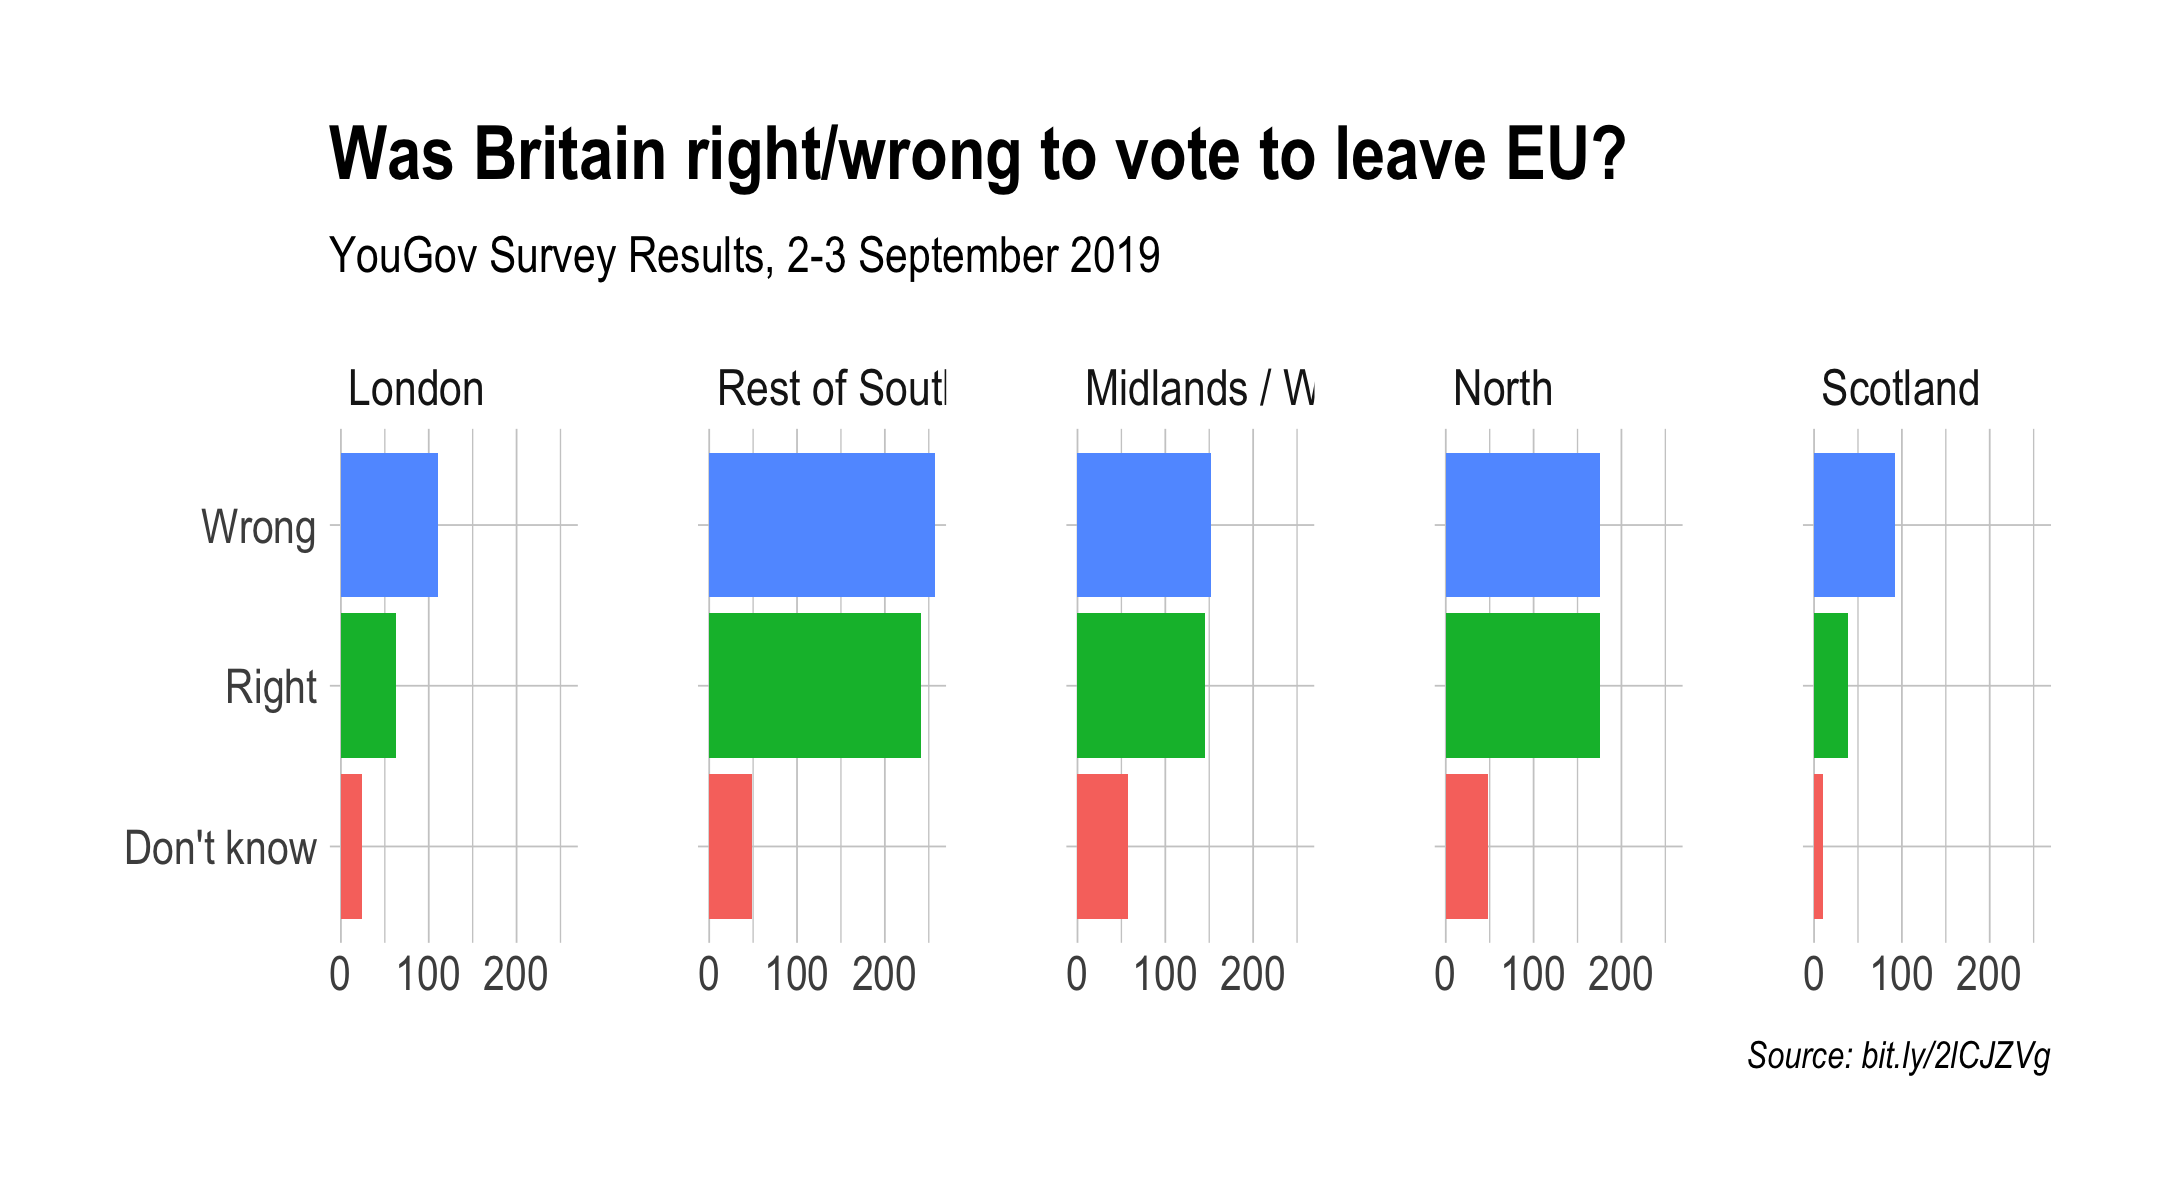 Was Britain right/wrong to vote to leave EU?
YouGov Survey Results, 2-3 September 2019
London Rest of Sout Midlands / W North Scotland
Wrong
Right
Don't know
0 100 200 0 100 200 0 100 200 0 100 200 0 100 200
Source: bit.ly/2lCJZVg